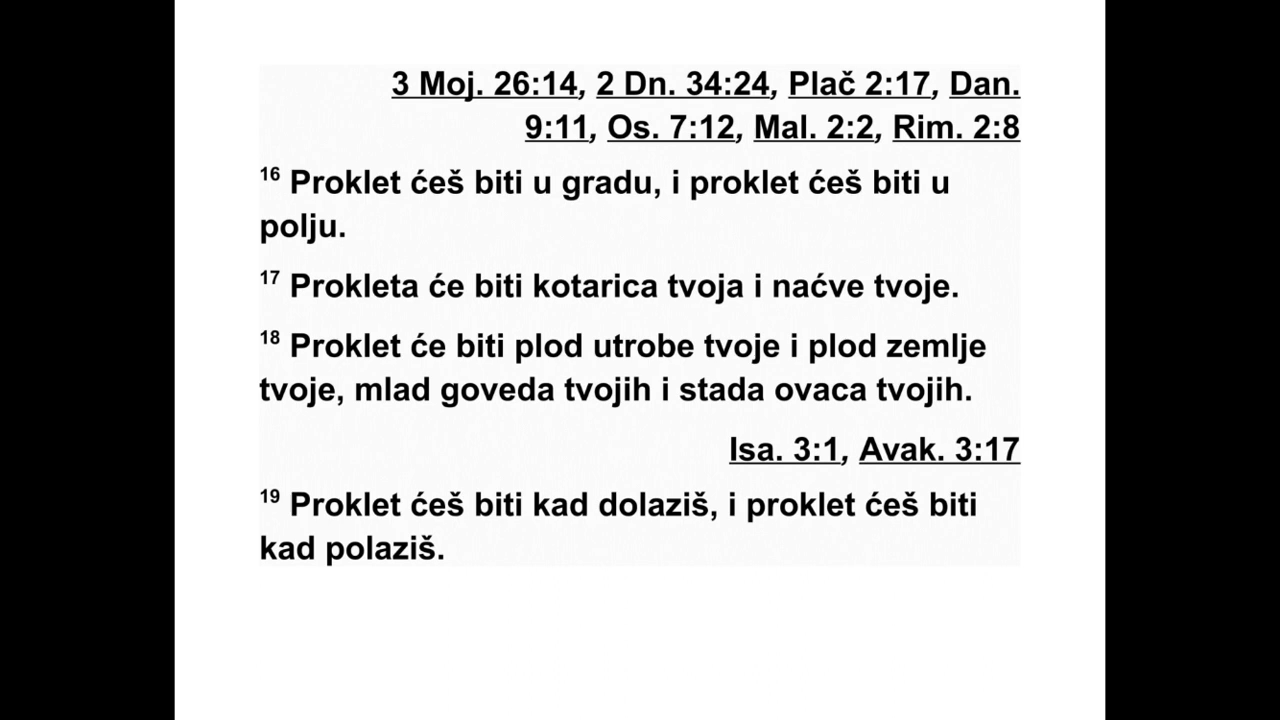 3 Moj. 26:14, 2 Dn. 34:24, Plač 2:17, Dan.
9:11, Os. 7:12, Mal. 2:2, Rim. 2:8
16 Proklet ćeš biti u gradu, i proklet ćeš biti u
polju.
17 Prokleta će biti kotarica tvoja i naćve tvoje.
18 Proklet će biti plod utrobe tvoje i plod zemlje
tvoje, mlad goveda tvojih i stada ovaca tvojih.
Isa. 3:1, Avak. 3:17
19 Proklet ćeš biti kad dolaziš, i proklet ćeš biti
kad polaziš.